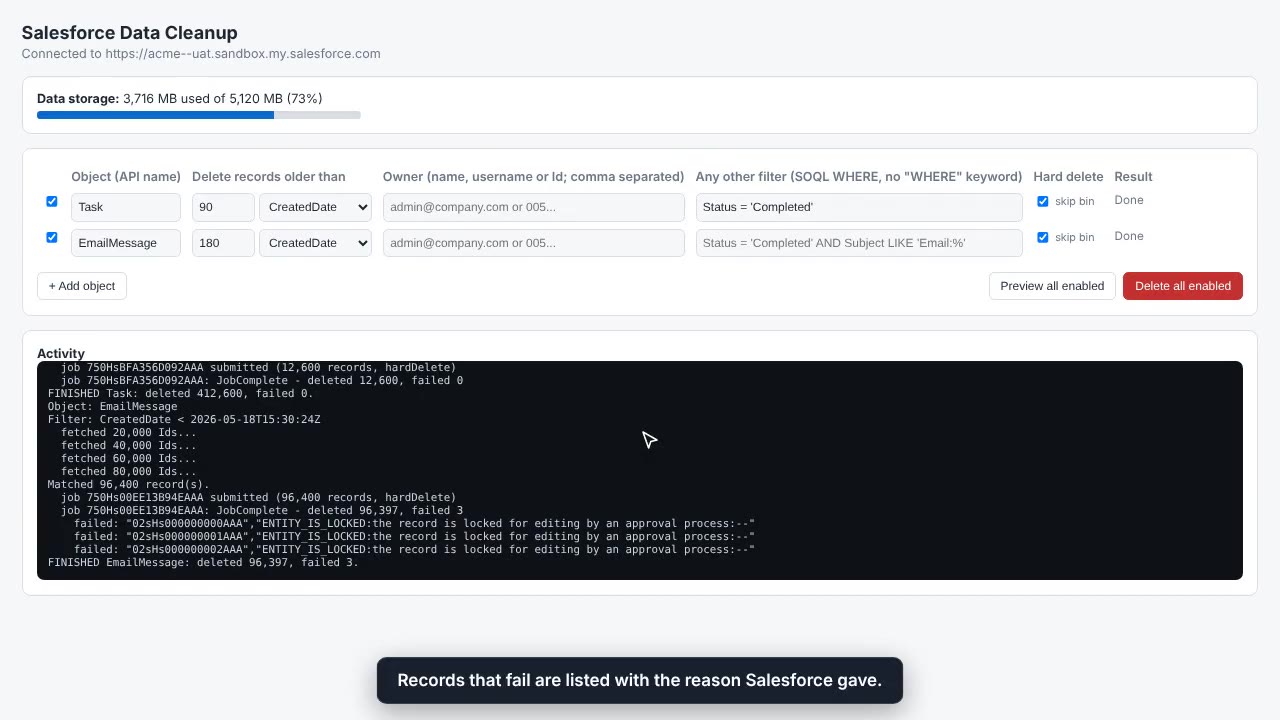 Salesforce Data Cleanup
Connected to https://acme--uat.sandbox.my.salesforce.com
Data storage: 3,716 MB used of 5,120 MB (73%)
Object (API name) Delete records older than Owner (name, username or Id; comma separated) Any other filter (SOQL WHERE, no "WHERE" keyword) Hard delete Result
Task 90 CreatedDate admin@company.com or 005... Status = 'Completed' skip bin Done
EmailMessage 180 CreatedDate admin@company.com or 005... Status = 'Completed' AND Subject LIKE 'Email:%' skip bin Done
+ Add object Preview all enabled Delete all enabled
Activity
job 750HsBFA356D092AAA submitted (12,600 records, hardDelete)
job 750HsBFA356D092AAA: JobComplete - deleted 12,600, failed 0
FINISHED Task: deleted 412,600, failed 0.
Object: EmailMessage
Filter: CreatedDate < 2026-05-18T15:30:24Z
fetched 20,000 Ids...
fetched 40,000 Ids...
fetched 60,000 Ids...
fetched 80,000 Ids...
Matched 96,400 record(s).
job 750Hs00EE13B94EAAA submitted (96,400 records, hardDelete)
job 750Hs00EE13B94EAAA: JobComplete - deleted 96,397, failed 3
failed: "02sHs000000000AAA","ENTITY_IS_LOCKED:the record is locked for editing by an approval process:--"
failed: "02sHs000000001AAA","ENTITY_IS_LOCKED:the record is locked for editing by an approval process:--"
failed: "02sHs000000002AAA","ENTITY_IS_LOCKED:the record is locked for editing by an approval process:--"
FINISHED EmailMessage: deleted 96,397, failed 3.
Records that fail are listed with the reason Salesforce gave.